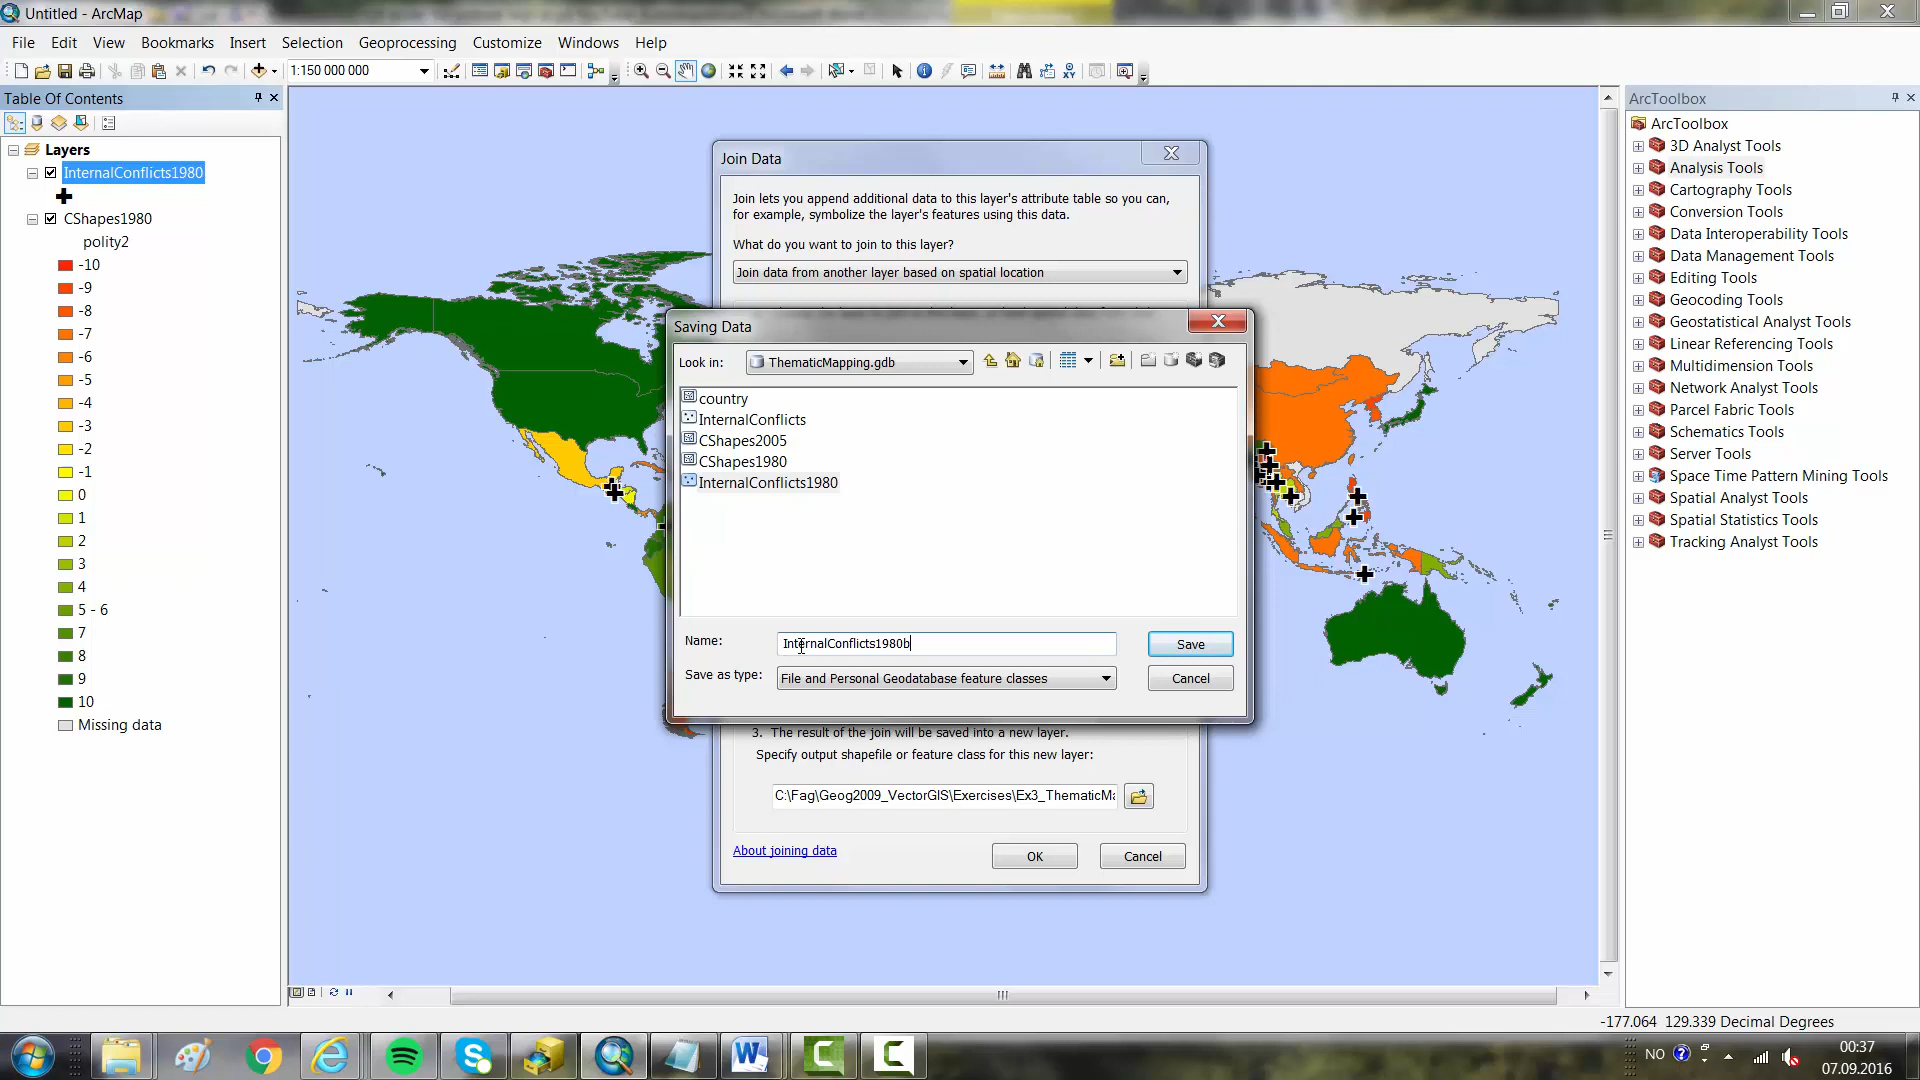 Untitled - ArcMap
File Edit View Bookmarks Insert Selection Geoprocessing Customize Windows Help
1:150 000 000
Table Of Contents
Layers
InternalConflicts1980
CShapes1980
polity2
-10
-9
-8
-7
-6
-5
-4
-3
-2
-1
0
1
2
3
4
5 - 6
7
8
9
10
Missing data
Join Data
Join lets you append additional data to this layer's attribute table so you can,
for example, symbolize the layer's features using this data.
What do you want to join to this layer?
Join data from another layer based on spatial location
Saving Data
Look in: ThematicMapping.gdb
country
InternalConflicts
CShapes2005
CShapes1980
InternalConflicts1980
Name: InternalConflicts1980b
Save
Save as type: File and Personal Geodatabase feature classes
Cancel
3. The result of the join will be saved into a new layer.
Specify output shapefile or feature class for this new layer:
C:\Fag\Geog2009_VectorGIS\Exercises\Ex3_ThematicMa
About joining data
OK
Cancel
ArcToolbox
ArcToolbox
3D Analyst Tools
Analysis Tools
Cartography Tools
Conversion Tools
Data Interoperability Tools
Data Management Tools
Editing Tools
Geocoding Tools
Geostatistical Analyst Tools
Linear Referencing Tools
Multidimension Tools
Network Analyst Tools
Parcel Fabric Tools
Schematics Tools
Server Tools
Space Time Pattern Mining Tools
Spatial Analyst Tools
Spatial Statistics Tools
Tracking Analyst Tools
-177.064 129.339 Decimal Degrees
NO
00:37
07.09.2016